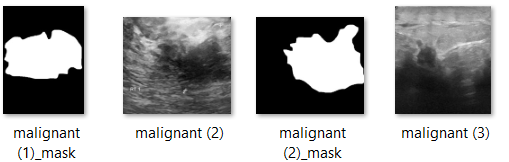 malignant
(1)_mask
malignant (2)
malignant
(2)_mask
malignant (3)